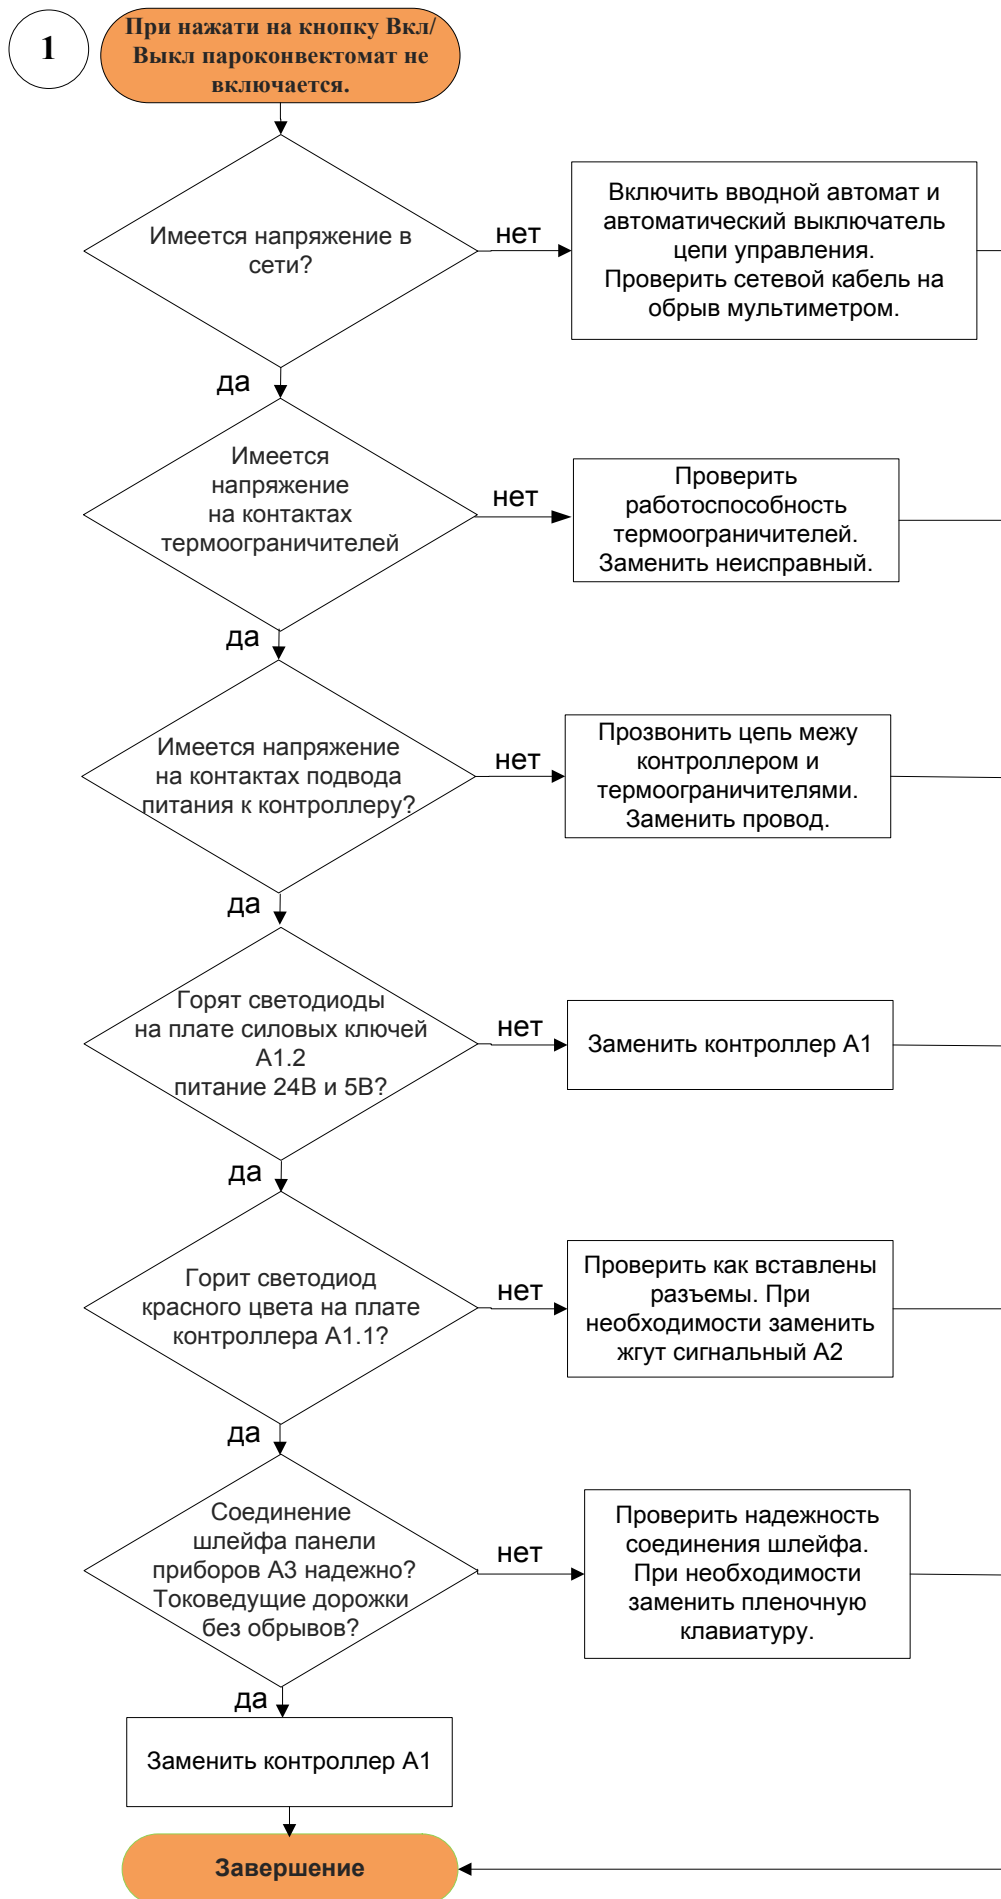 1
При нажати на кнопку Вкл/
Выкл пароконвектомат не
включается.
Имеется напряжение в
сети?
нет
Включить вводной автомат и
автоматический выключатель
цепи управления.
Проверить сетевой кабель на
обрыв мультиметром.
да
Имеется
напряжение
на контактах
термоограничителей
нет
Проверить
работоспособность
термоограничителей.
Заменить неисправный.
да
Имеется напряжение
на контактах подвода
питания к контроллеру?
нет
Прозвонить цепь межу
контроллером и
термоограничителями.
Заменить провод.
да
Горят светодиоды
на плате силовых ключей
А1.2
питание 24В и 5В?
нет
Заменить контроллер А1
да
Горит светодиод
красного цвета на плате
контроллера А1.1?
нет
Проверить как вставлены
разъемы. При
необходимости заменить
жгут сигнальный А2
да
Соединение
шлейфа панели
приборов А3 надежно?
Токоведущие дорожки
без обрывов?
нет
Проверить надежность
соединения шлейфа.
При необходимости
заменить пленочную
клавиатуру.
да
Заменить контроллер А1
Завершение